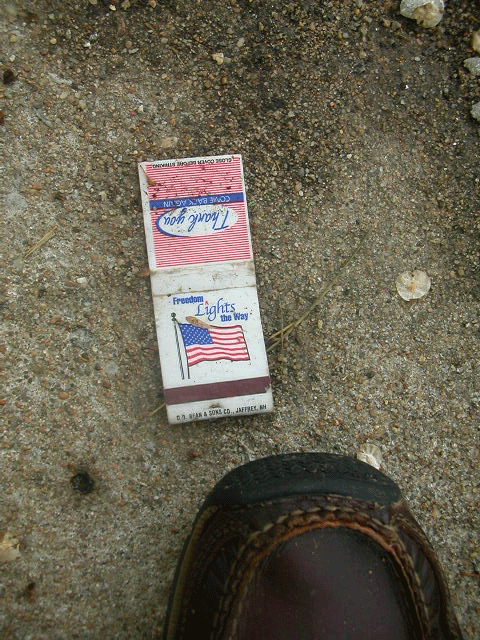 CLOSE COVER BEFORE STRIKING
COME BACK AGAIN
Thank you
Freedom
Lights
the Way
D.D. BEAN & SONS CO., JAFFREY, NH